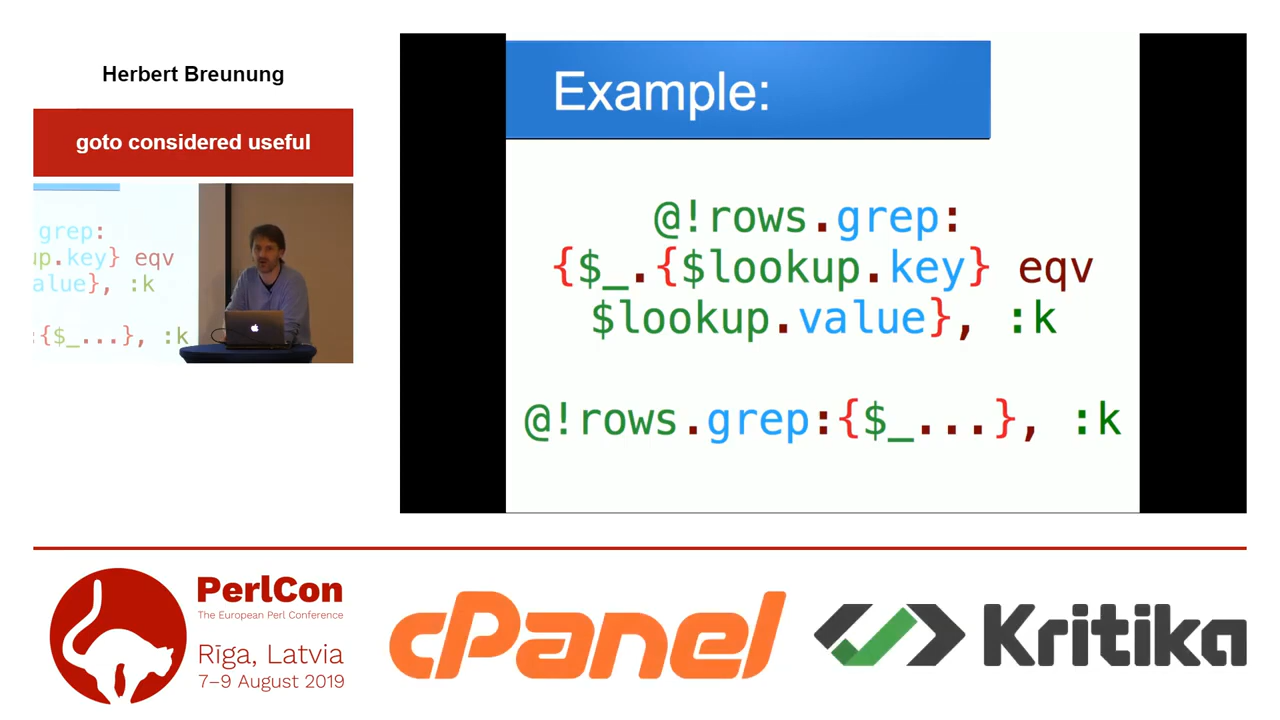 Herbert Breunung
goto considered useful
grep:
up.key} eqv
alue}, :k
:{$_...}, :k
Example:
@!rows.grep:
{$_.{$lookup.key} eqv
$lookup.value}, :k
@!rows.grep:{$_...}, :k
PerlCon
The European Perl Conference
Rīga, Latvia
7–9 August 2019
cPanel
Kritika